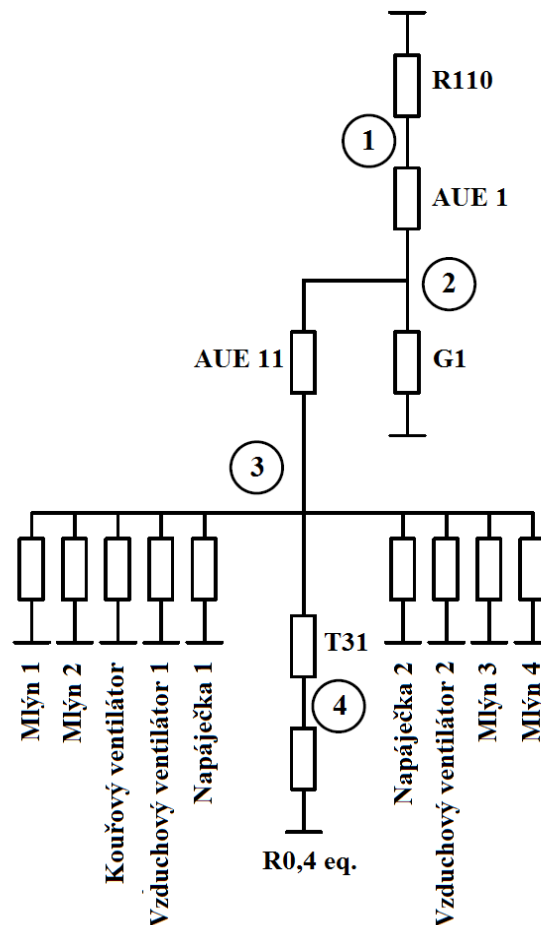 R110
1
AUE 1
2
AUE 11
G1
3
T31
4
Mlýn 1
Mlýn 2
Kouřový ventilátor
Vzduchový ventilátor 1
Napáječka 1
Napáječka 2
Vzduchový ventilátor 2
Mlýn 3
Mlýn 4
R0,4 eq.